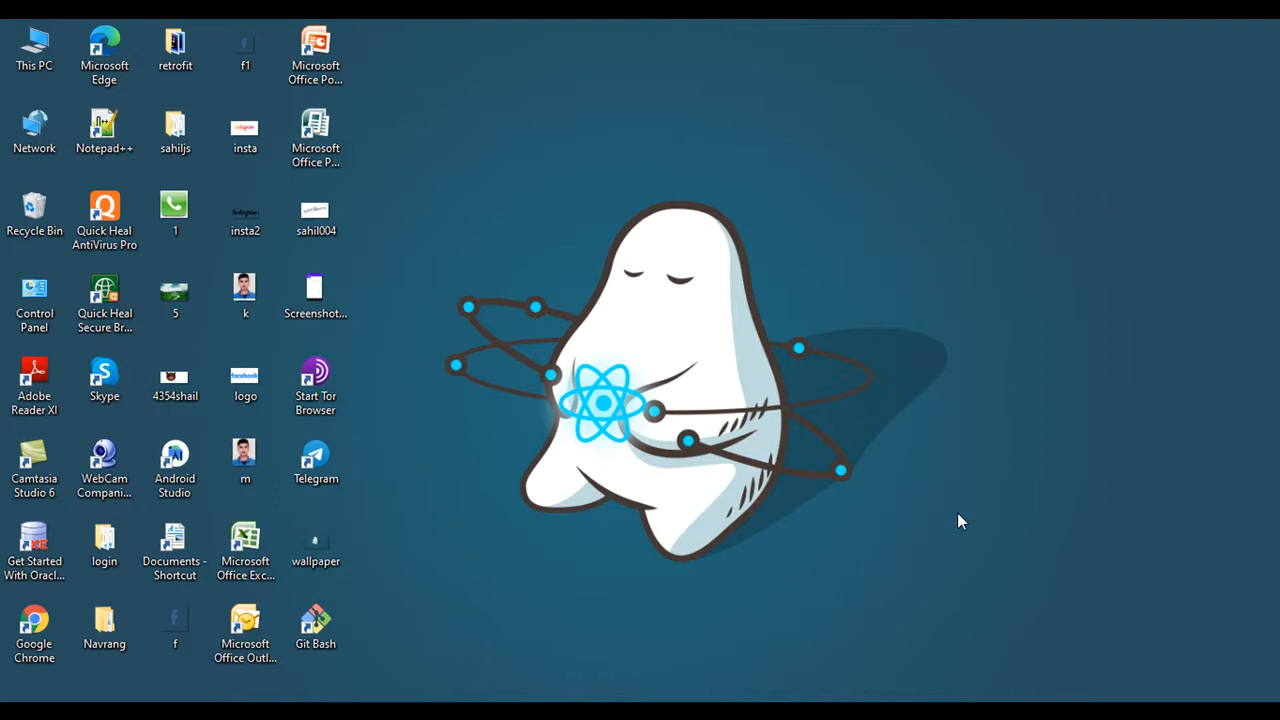 This PC
Microsoft
Edge
retrofit
f1
Microsoft
Office Po...
Network
Notepad++
sahiljs
insta
Microsoft
Office P...
Recycle Bin
Quick Heal
AntiVirus Pro
1
insta2
sahil004
Control
Panel
Quick Heal
Secure Br...
5
k
Screenshot...
Adobe
Reader XI
Skype
4354shail
facebook
logo
Start Tor
Browser
Camtasia
Studio 6
WebCam
Compani...
Android
Studio
m
Telegram
Get Started
With Oracl...
login
Documents -
Shortcut
Microsoft
Office Exc...
wallpaper
Google
Chrome
Navrang
f
Microsoft
Office Outl...
Git Bash